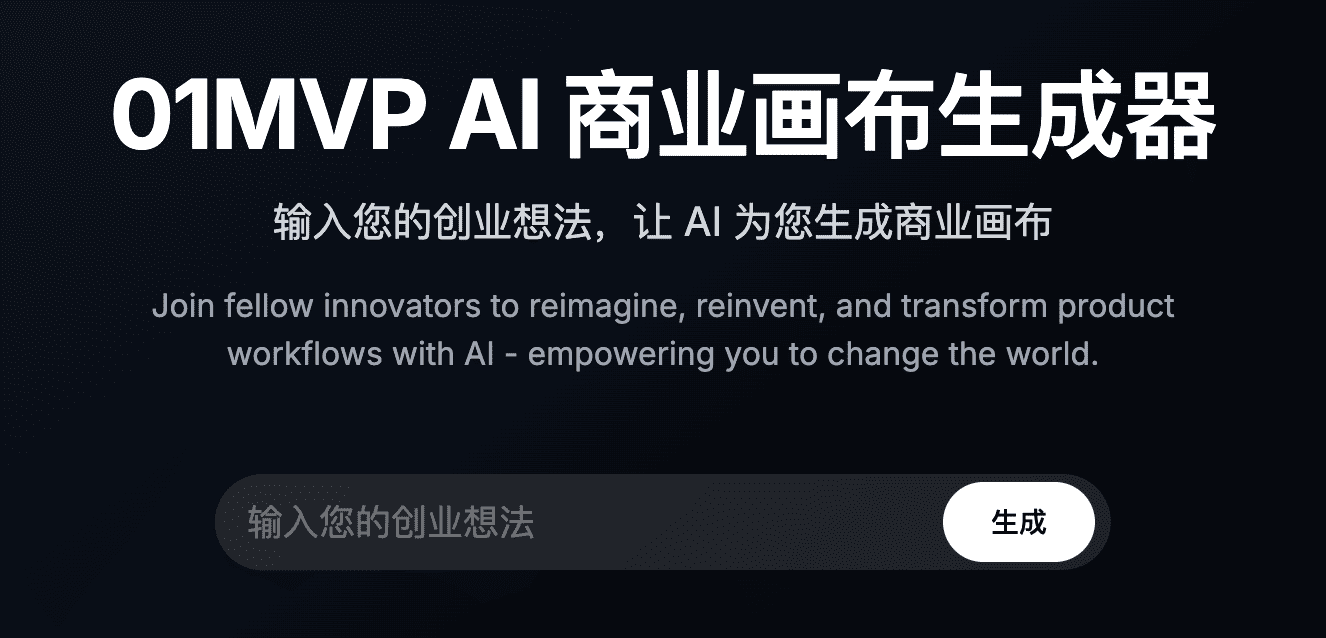 01MVP AI 商业画布生成器
输入您的创业想法，让 AI 为您生成商业画布
Join fellow innovators to reimagine, reinvent, and transform product
workflows with AI - empowering you to change the world.
输入您的创业想法
生成